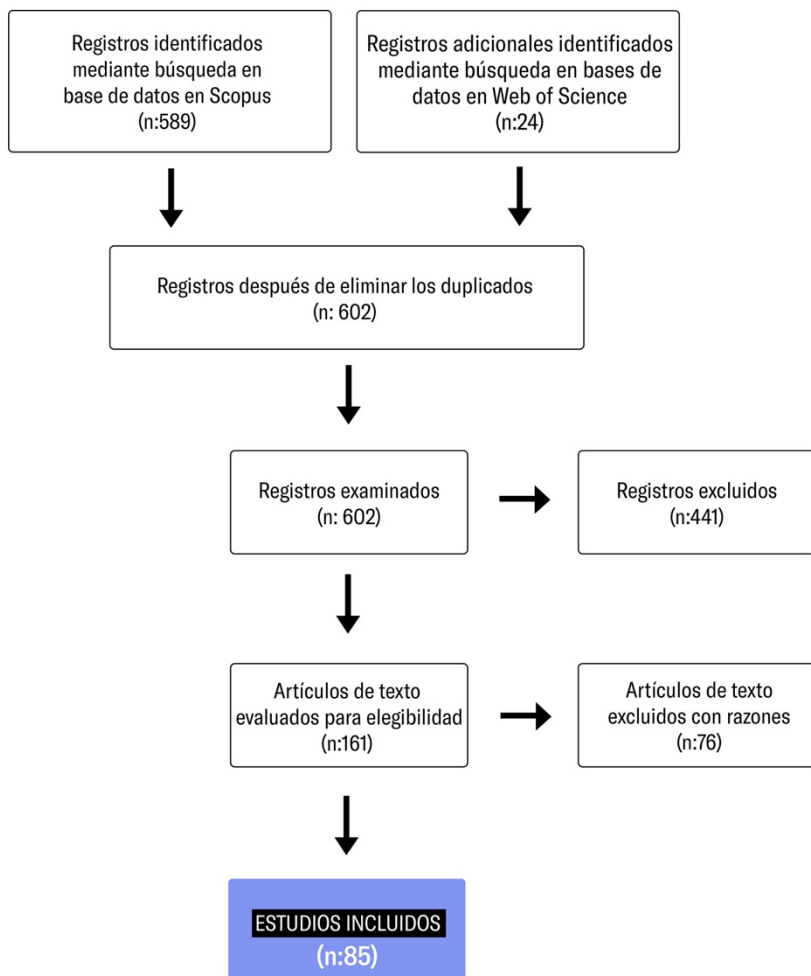 Registros identificados
mediante búsqueda en
base de datos en Scopus
(n:589)
Registros adicionales identificados
mediante búsqueda en bases de
datos en Web of Science
(n:24)
Registros después de eliminar los duplicados
(n: 602)
Registros examinados
(n: 602)
Registros excluidos
(n:441)
Artículos de texto
evaluados para elegibilidad
(n:161)
Artículos de texto
excluidos con razones
(n:76)
ESTUDIOS INCLUIDOS
(n:85)